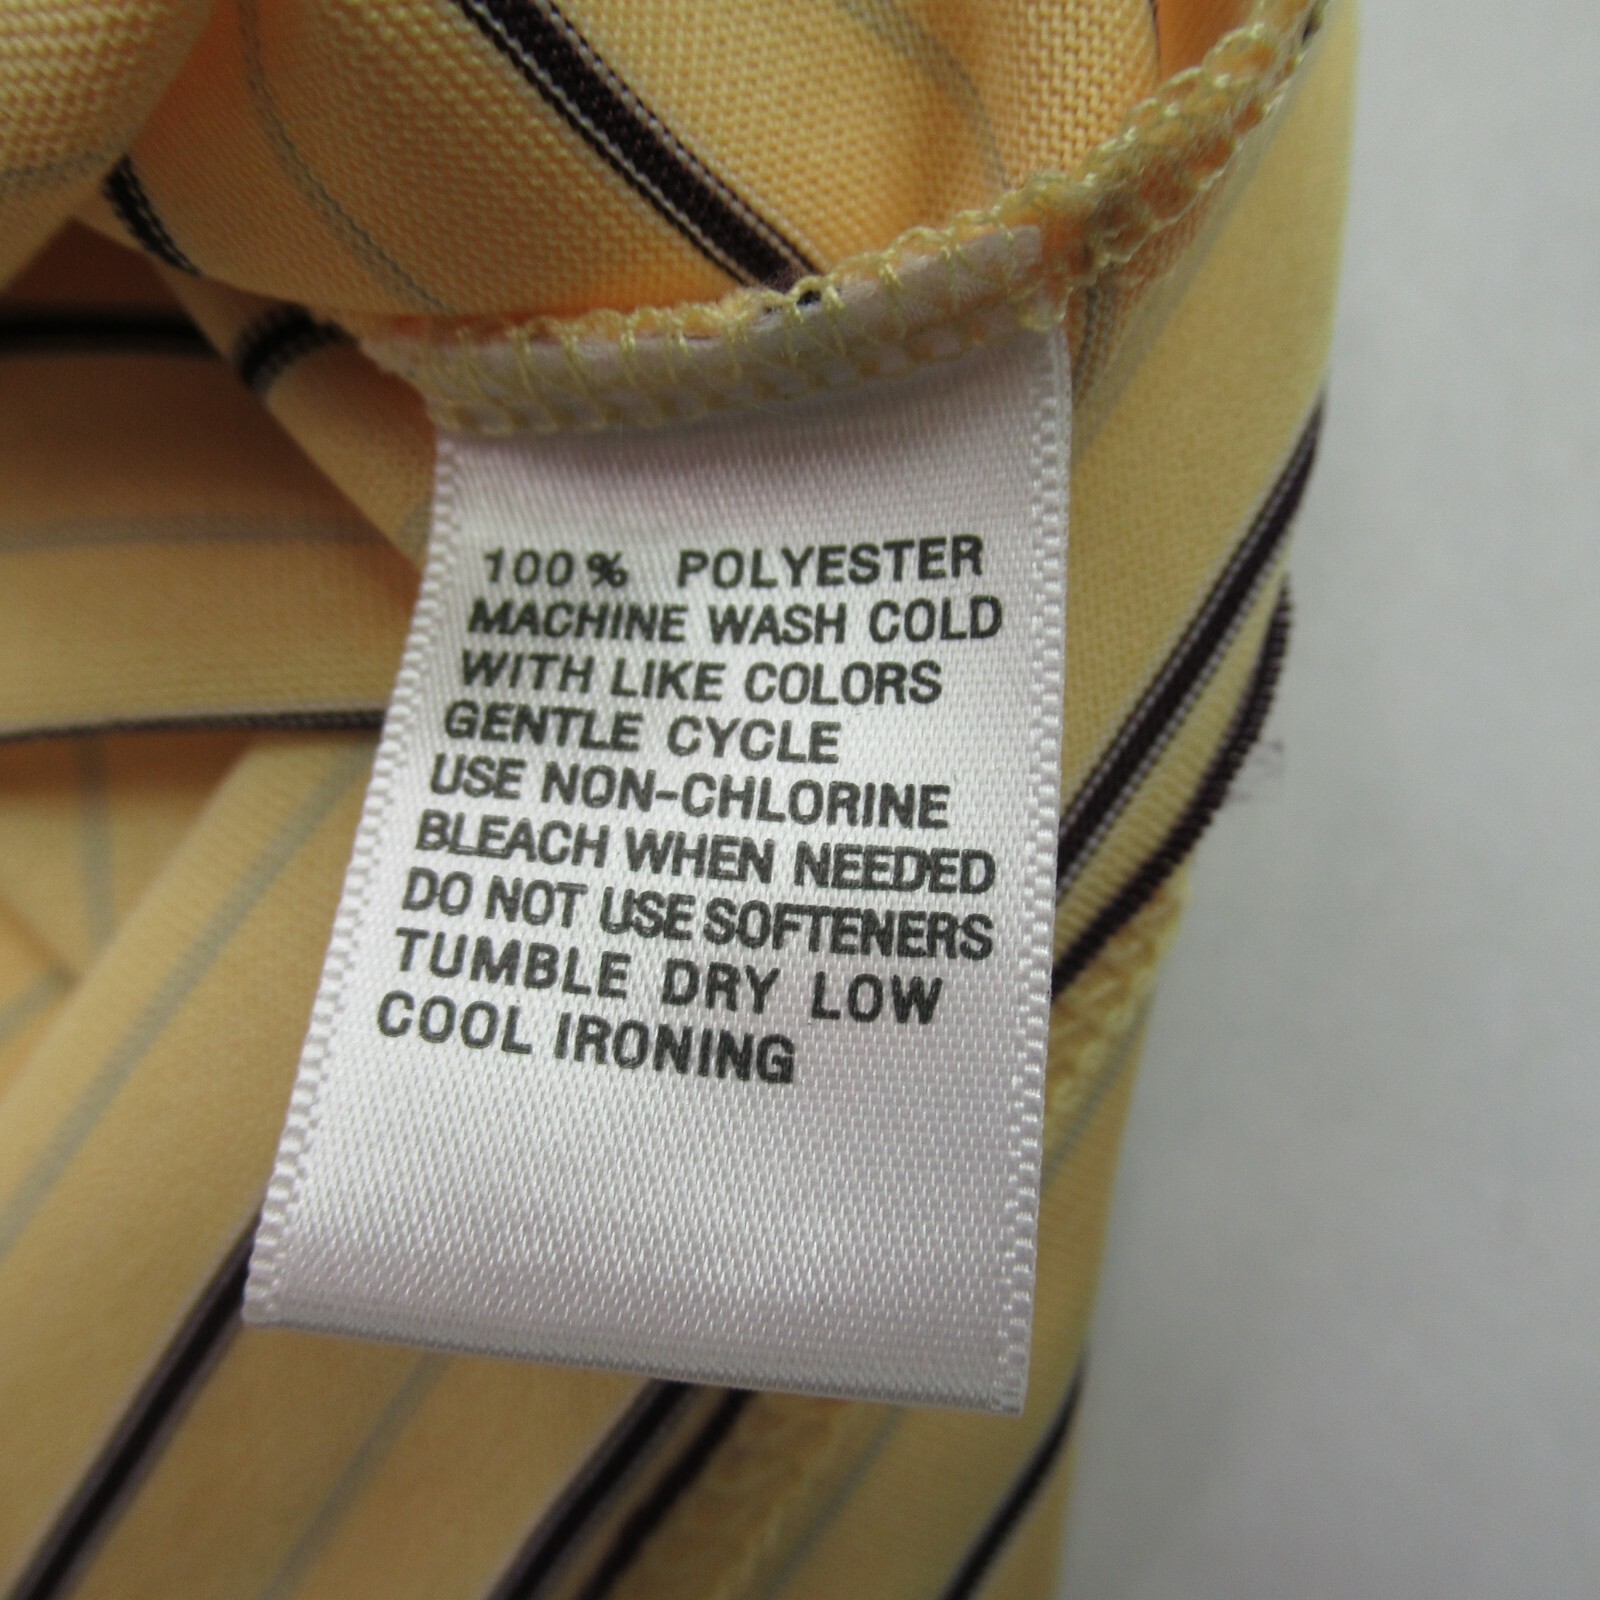 100% POLYESTER
MACHINE WASH COLD
WITH LIKE COLORS
GENTLE CYCLE
USE NON-CHLORINE
BLEACH WHEN NEEDED
DO NOT USE SOFTENERS
TUMBLE DRY LOW
COOL IRONING